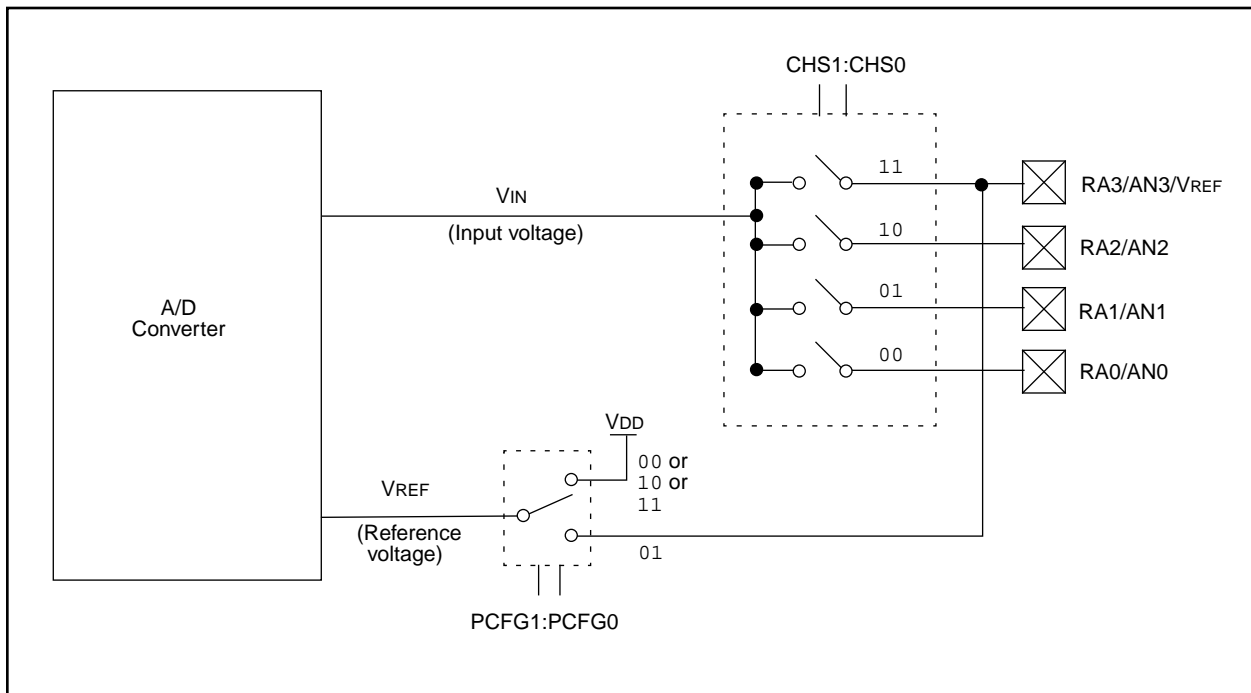 CHS1:CHS0
11
RA3/AN3/VREF
VIN
(Input voltage)
10
RA2/AN2
A/D
Converter
01
RA1/AN1
00
RA0/AN0
VDD
00 or
10 or
11
VREF
(Reference
voltage)
01
PCFG1:PCFG0